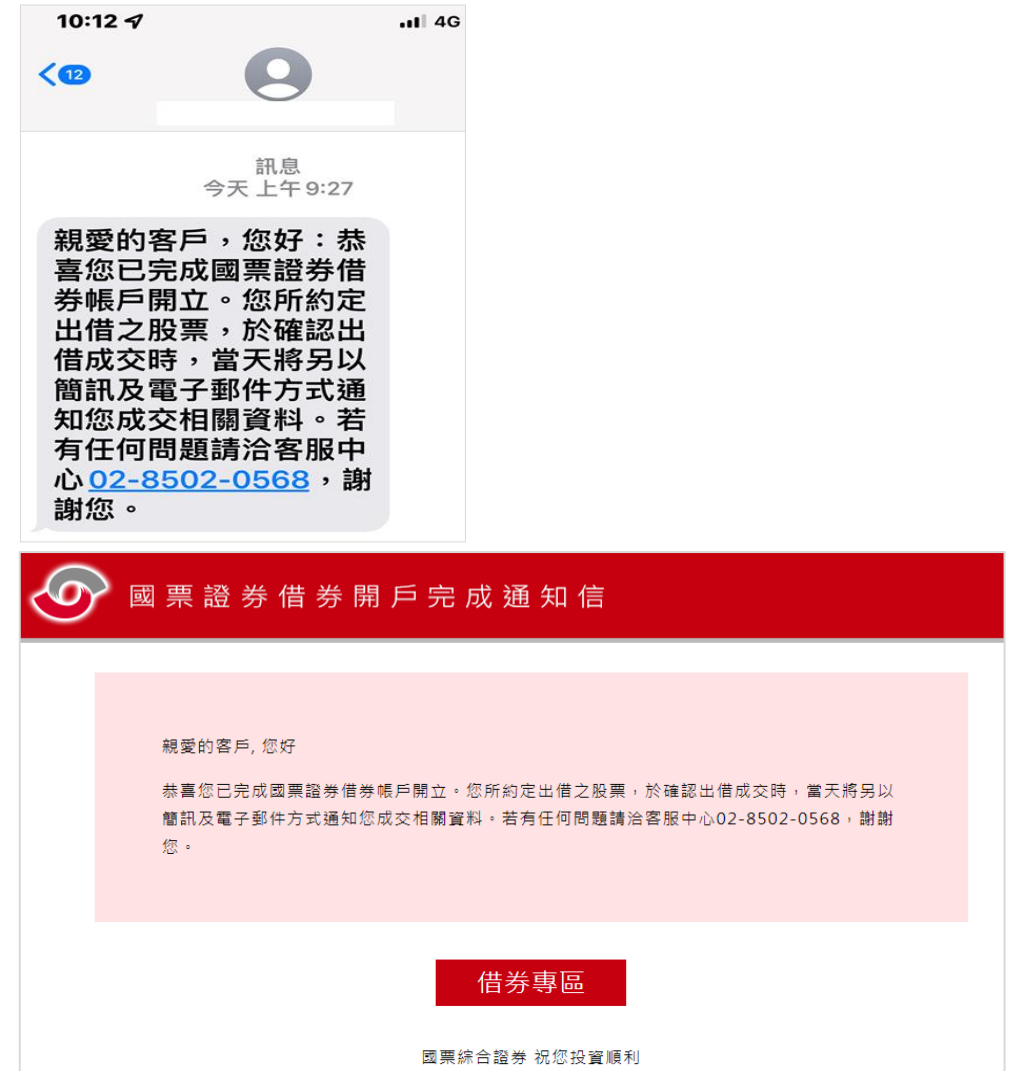 10:12
4G
12
訊息
今天 上午 9:27
親愛的客戶，您好：恭
喜您已完成國票證券借
券帳戶開立。您所約定
出借之股票，於確認出
借成交時，當天將另以
簡訊及電子郵件方式通
知您成交相關資料。若
有任何問題請洽客服中
心02-8502-0568，謝
謝您。
國票證券借券開戶完成通知信
親愛的客戶, 您好
恭喜您已完成國票證券借券帳戶開立。您所約定出借之股票，於確認出借成交時，當天將另以
簡訊及電子郵件方式通知您成交相關資料。若有任何問題請洽客服中心02-8502-0568，謝謝
您。
借券專區
國票綜合證券 祝您投資順利